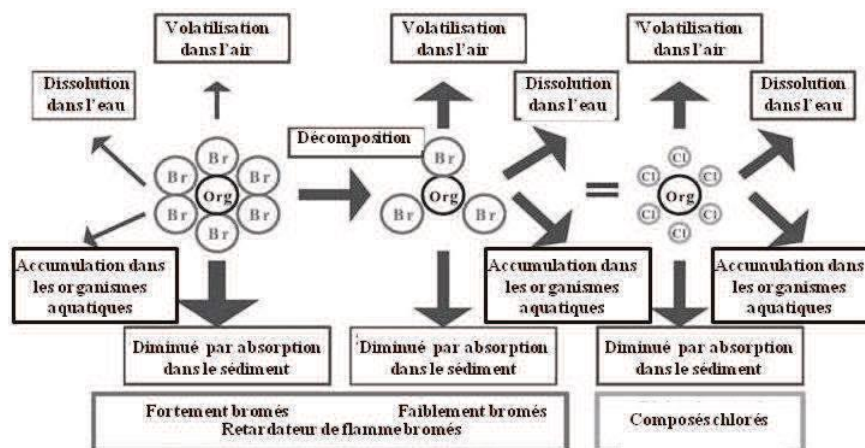 Volatilisation
dans l'air
Volatilisation
dans l'air
Volatilisation
dans l'air
Dissolution
dans l'eau
Dissolution
dans l'eau
Dissolution
dans l'eau
Décomposition
Br
Br
Br
Org
Br
Br
Br
Br
Org
Br
Br
=
Cl
Cl
Cl
Org
Cl
Cl
Cl
Accumulation dans
les organismes
aquatiques
Accumulation dans
les organismes
aquatiques
Accumulation dans
les organismes
aquatiques
Diminué par absorption
dans le sédiment
Diminué par absorption
dans le sédiment
Diminué par absorption
dans le sédiment
Fortement bromés
Faiblement bromés
Retardateur de flamme bromés
Composés chlorés